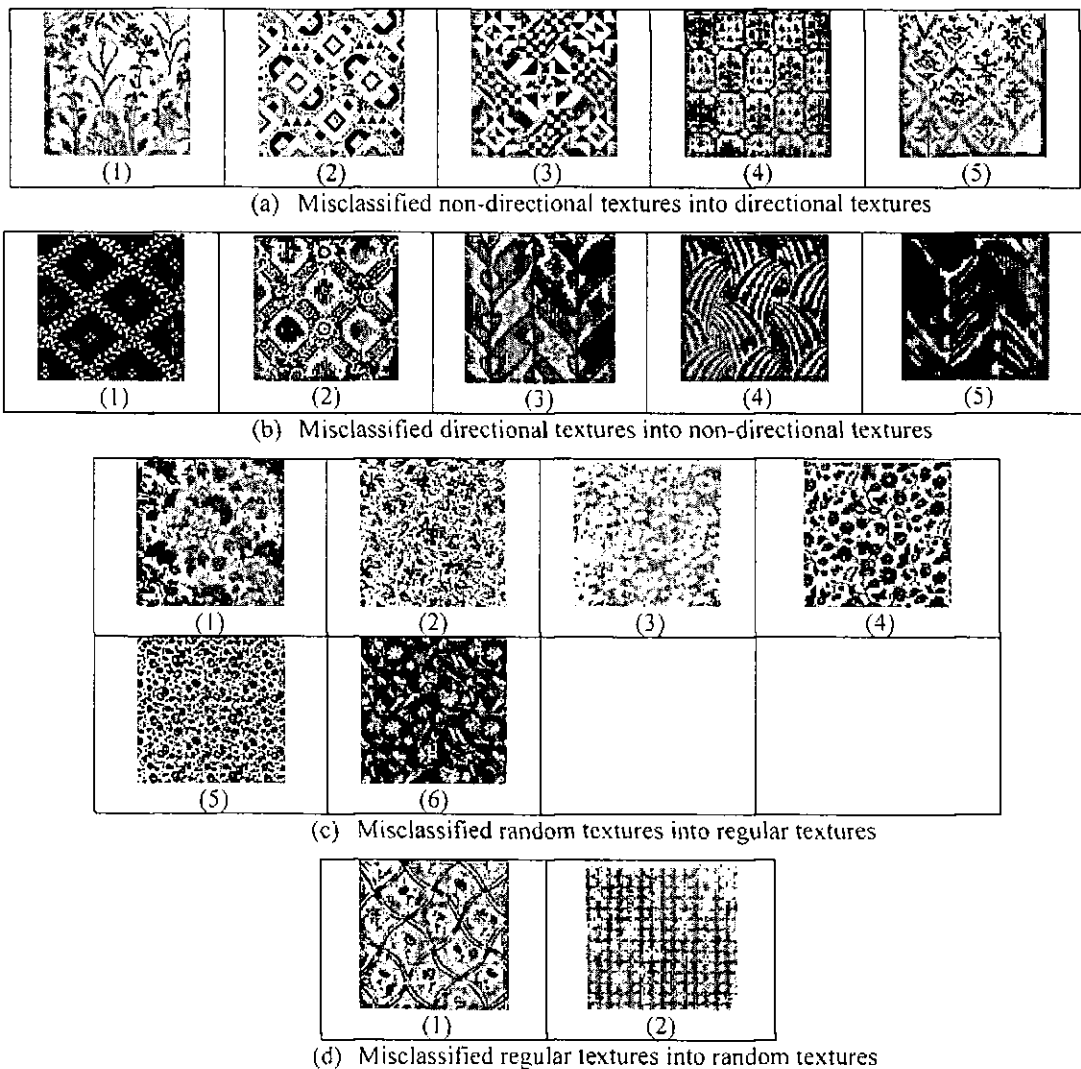 (1) (2) (3) (4) (5)
(a) Misclassified non-directional textures into directional textures
(1) (2) (3) (4) (5)
(b) Misclassified directional textures into non-directional textures
(1) (2) (3) (4)
(5) (6)
(c) Misclassified random textures into regular textures
(1) (2)
(d) Misclassified regular textures into random textures